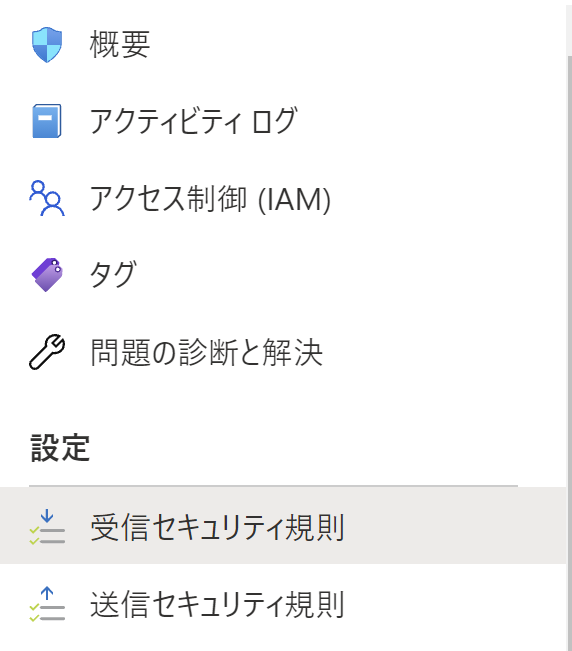 概要
アクティビティ ログ
アクセス制御 (IAM)
タグ
問題の診断と解決
設定
受信セキュリティ規則
送信セキュリティ規則